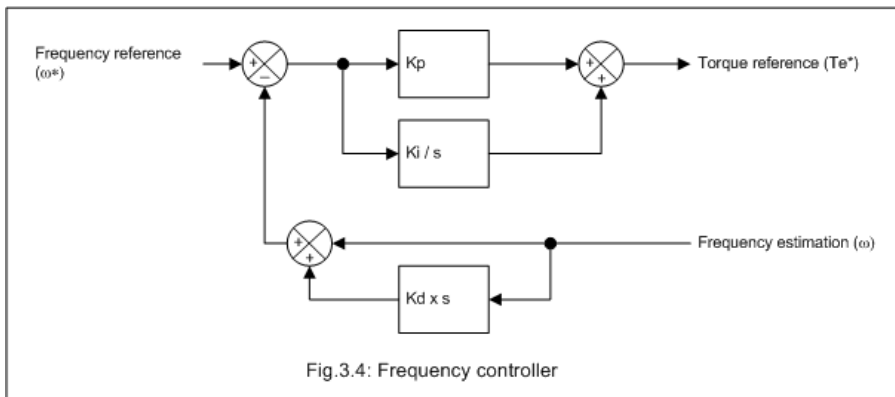 Frequency reference
(ω*)
+
−
Kp
+
+
Torque reference (Te*)
Ki / s
+
+
Frequency estimation (ω)
Kd x s
Fig.3.4: Frequency controller